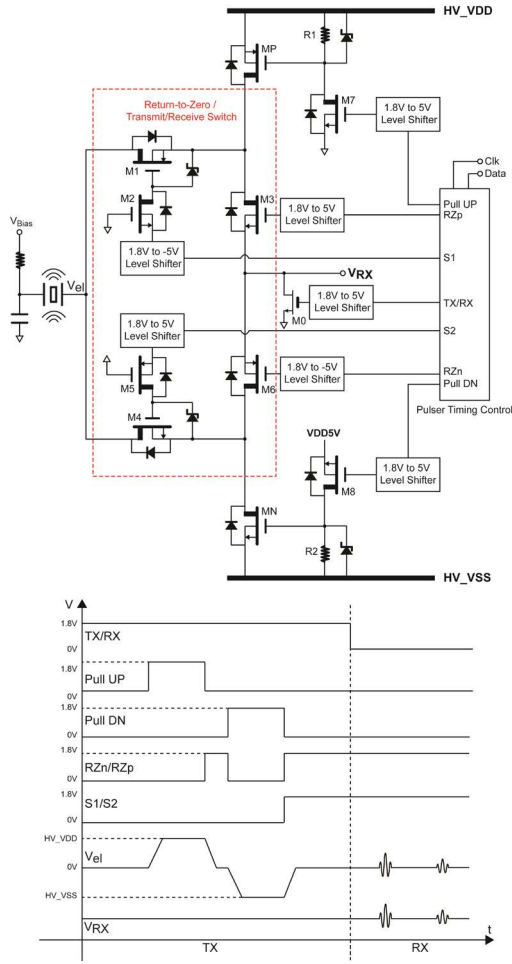 HV_VDD
R1
MP
M7
Return-to-Zero /
Transmit/Receive Switch
1.8V to 5V
Level Shifter
Clk
Data
M1
M2
M3
1.8V to 5V
Level Shifter
Pull UP
RZp
VBias
1.8V to -5V
Level Shifter
S1
Vel
VRX
1.8V to 5V
Level Shifter
TX/RX
M0
1.8V to 5V
Level Shifter
S2
M5
M6
1.8V to -5V
Level Shifter
RZn
Pull DN
M4
Pulser Timing Control
VDD5V
M8
1.8V to 5V
Level Shifter
MN
R2
HV_VSS
V
1.8V
TX/RX
0V
1.8V
Pull UP
0V
Pull DN
1.8V
0V
RZn/RZp
1.8V
0V
S1/S2
0V
HV_VDD
Vel
0V
HV_VSS
VRX
t
TX
RX